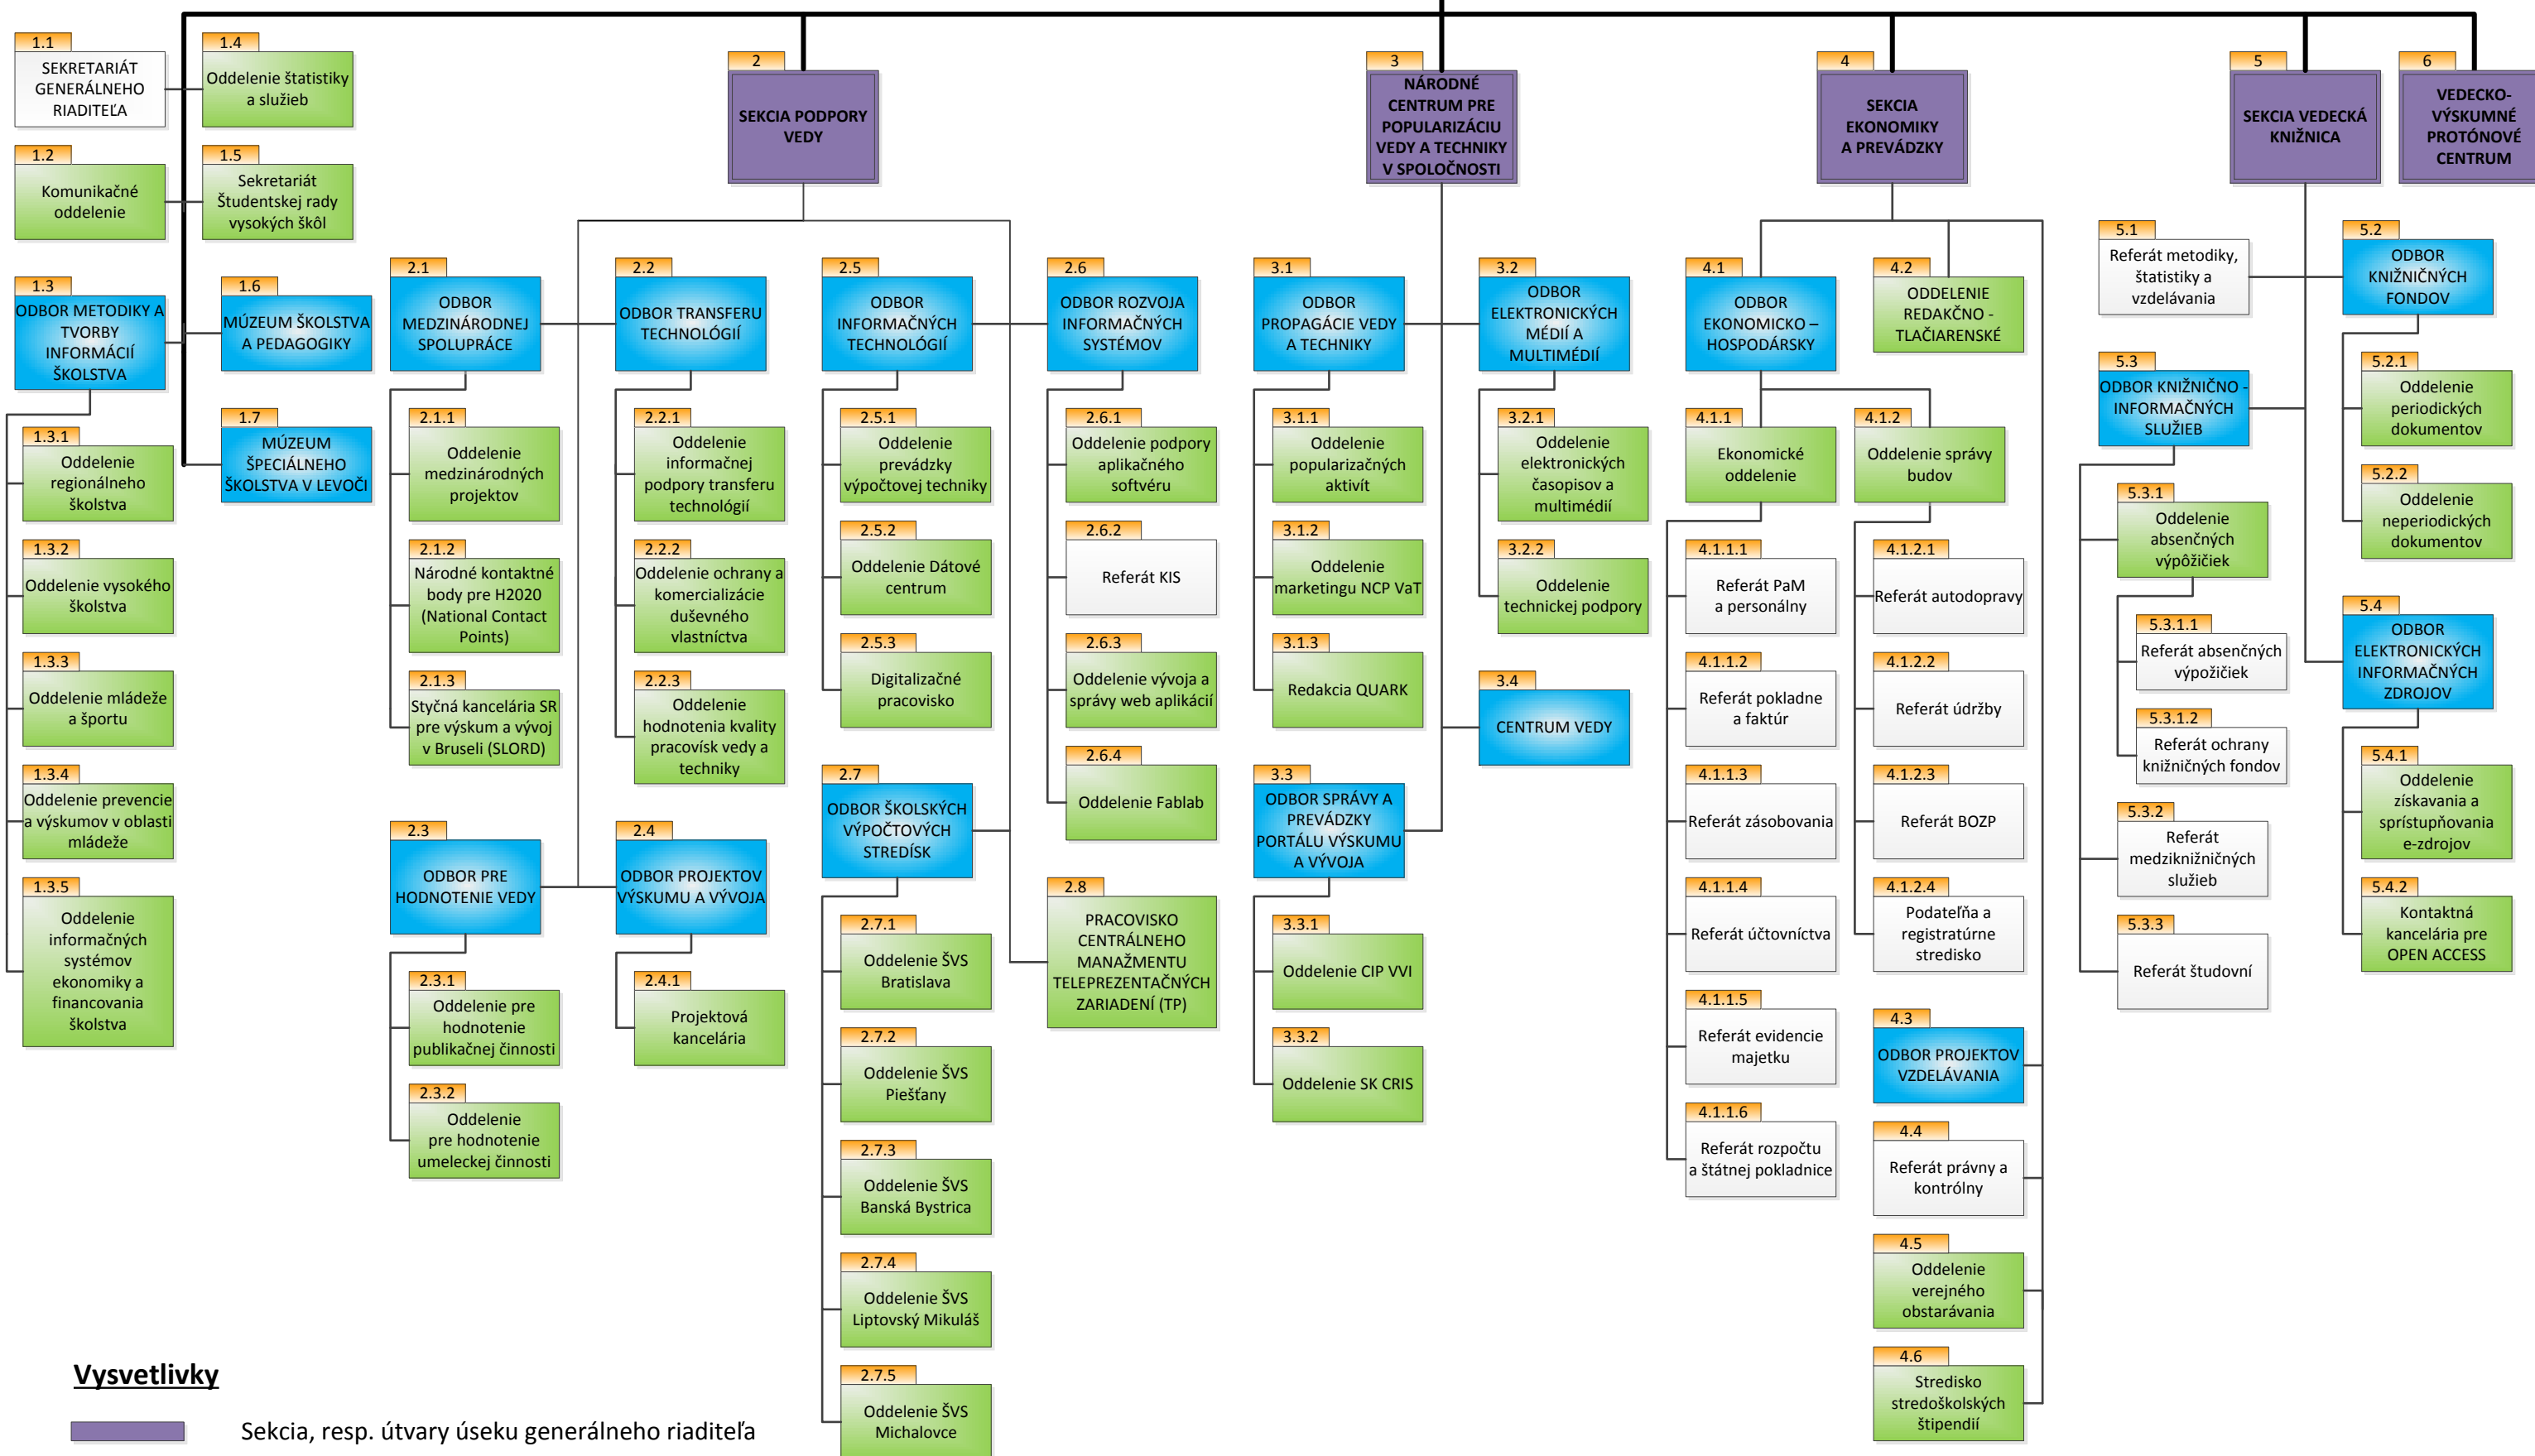 1.1
SEKRETARIÁT
GENERÁLNEHO
RIADITEĽA
1.4
Oddelenie štatistiky
a služieb
1.2
Komunikačné
oddelenie
1.5
Sekretariát
Študentskej rady
vysokých škôl
1.3
ODBOR METODIKY A
TVORBY
INFORMÁCIÍ
ŠKOLSTVA
1.6
MÚZEUM ŠKOLSTVA
A PEDAGOGIKY
1.7
MÚZEUM
ŠPECIÁLNEHO
ŠKOLSTVA V LEVOČI
1.3.1
Oddelenie
regionálneho
školstva
1.3.2
Oddelenie vysokého
školstva
1.3.3
Oddelenie mládeže
a športu
1.3.4
Oddelenie prevencie
a výskumov v oblasti
mládeže
1.3.5
Oddelenie
informačných
systémov
ekonomiky a
financovania
školstva
2
SEKCIA PODPORY
VEDY
2.1
ODBOR
MEDZINÁRODNEJ
SPOLUPRÁCE
2.1.1
Oddelenie
medzinárodných
projektov
2.1.2
Národné kontaktné
body pre H2020
(National Contact
Points)
2.1.3
Styčná kancelária SR
pre výskum a vývoj
v Bruseli (SLORD)
2.2
ODBOR TRANSFERU
TECHNOLÓGIÍ
2.2.1
Oddelenie
informačnej
podpory transferu
technológií
2.2.2
Oddelenie ochrany a
komercializácie
duševného
vlastníctva
2.2.3
Oddelenie
hodnotenia kvality
pracovísk vedy a
techniky
2.3
ODBOR PRE
HODNOTENIE VEDY
2.3.1
Oddelenie pre
hodnotenie
publikačnej činnosti
2.3.2
Oddelenie
pre hodnotenie
umeleckej činnosti
2.4
ODBOR PROJEKTOV
VÝSKUMU A VÝVOJA
2.4.1
Projektová
kancelária
2.5
ODBOR
INFORMAČNÝCH
TECHNOLÓGIÍ
2.5.1
Oddelenie
prevádzky
výpočtovej techniky
2.5.2
Oddelenie Dátové
centrum
2.5.3
Digitalizačné
pracovisko
2.6
ODBOR ROZVOJA
INFORMAČNÝCH
SYSTÉMOV
2.6.1
Oddelenie podpory
aplikačného
softvéru
2.6.2
Referát KIS
2.6.3
Oddelenie vývoja a
správy web aplikácií
2.6.4
Oddelenie Fablab
2.7
ODBOR ŠKOLSKÝCH
VÝPOČTOVÝCH
STREDÍSK
2.7.1
Oddelenie ŠVS
Bratislava
2.7.2
Oddelenie ŠVS
Piešťany
2.7.3
Oddelenie ŠVS
Banská Bystrica
2.7.4
Oddelenie ŠVS
Liptovský Mikuláš
2.7.5
Oddelenie ŠVS
Michalovce
2.8
PRACOVISKO
CENTRÁLNEHO
MANAŽMENTU
TELEPREZENTAČNÝCH
ZARIADENÍ (TP)
3
NÁRODNÉ
CENTRUM PRE
POPULARIZÁCIU
VEDY A TECHNIKY
V SPOLOČNOSTI
3.1
ODBOR
PROPAGÁCIE VEDY
A TECHNIKY
3.1.1
Oddelenie
popularizačných
aktivít
3.1.2
Oddelenie
marketingu NCP VaT
3.1.3
Redakcia QUARK
3.2
ODBOR
ELEKTRONICKÝCH
MÉDIÍ A
MULTIMÉDIÍ
3.2.1
Oddelenie
elektronických
časopisov a
multimédií
3.2.2
Oddelenie
technickej podpory
3.4
CENTRUM VEDY
3.3
ODBOR SPRÁVY A
PREVÁDZKY
PORTÁLU VÝSKUMU
A VÝVOJA
3.3.1
Oddelenie CIP VVI
3.3.2
Oddelenie SK CRIS
4
SEKCIA
EKONOMIKY
A PREVÁDZKY
4.1
ODBOR
EKONOMICKO –
HOSPODÁRSKY
4.2
ODDELENIE
REDAKČNO -
TLAČIARENSKÉ
4.1.1
Ekonomické
oddelenie
4.1.1.1
Referát PaM
a personálny
4.1.1.2
Referát pokladne
a faktúr
4.1.1.3
Referát zásobovania
4.1.1.4
Referát účtovníctva
4.1.1.5
Referát evidencie
majetku
4.1.1.6
Referát rozpočtu
a štátnej pokladnice
4.1.2
Oddelenie správy
budov
4.1.2.1
Referát autodopravy
4.1.2.2
Referát údržby
4.1.2.3
Referát BOZP
4.1.2.4
Podateľňa a
registratúrne
stredisko
4.3
ODBOR PROJEKTOV
VZDELÁVANIA
4.4
Referát právny a
kontrólny
4.5
Oddelenie
verejného
obstarávania
4.6
Stredisko
stredoškolských
štipendií
5
SEKCIA VEDECKÁ
KNIŽNICA
5.1
Referát metodiky,
štatistiky a
vzdelávania
5.2
ODBOR
KNIŽNIČNÝCH
FONDOV
5.2.1
Oddelenie
periodických
dokumentov
5.2.2
Oddelenie
neperiodických
dokumentov
5.3
ODBOR KNIŽNIČNO -
INFORMAČNÝCH
SLUŽIEB
5.3.1
Oddelenie
absenčných
výpôžičiek
5.3.1.1
Referát absenčných
výpožičiek
5.3.1.2
Referát ochrany
knižničných fondov
5.3.2
Referát
medziknižničných
služieb
5.3.3
Referát študovní
5.4
ODBOR
ELEKTRONICKÝCH
INFORMAČNÝCH
ZDROJOV
5.4.1
Oddelenie
získavania a
sprístupňovania
e-zdrojov
5.4.2
Kontaktná
kancelária pre
OPEN ACCESS
6
VEDECKO-
VÝSKUMNÉ
PROTÓNOVÉ
CENTRUM
Vysvetlivky
Sekcia, resp. útvary úseku generálneho riaditeľa